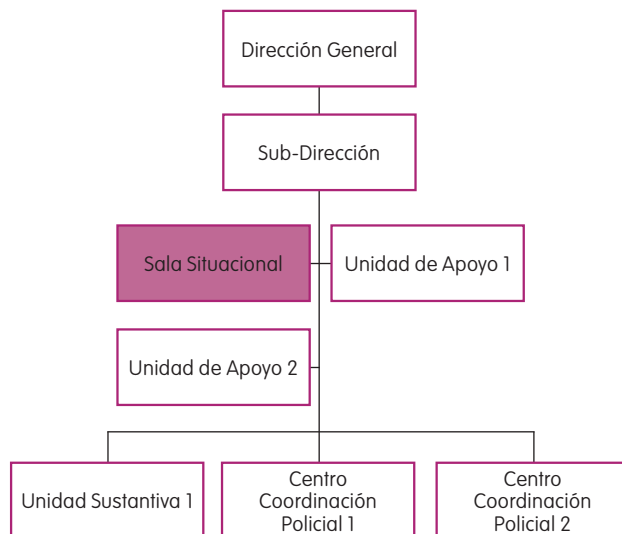 Dirección General
Sub-Dirección
Sala Situacional
Unidad de Apoyo 1
Unidad de Apoyo 2
Unidad Sustantiva 1
Centro
Coordinación
Policial 1
Centro
Coordinación
Policial 2